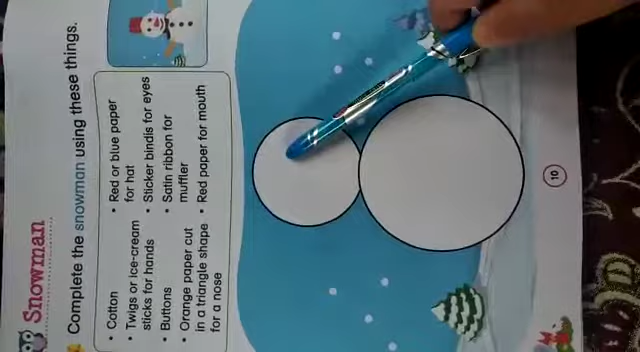 Snowman
Complete the snowman using these things.
• Cotton
• Twigs or ice-cream
sticks for hands
• Buttons
• Orange paper cut
in a triangle shape
for a nose
• Red or blue paper
for hat
• Sticker bindis for eyes
• Satin ribbon for
muffler
• Red paper for mouth
10